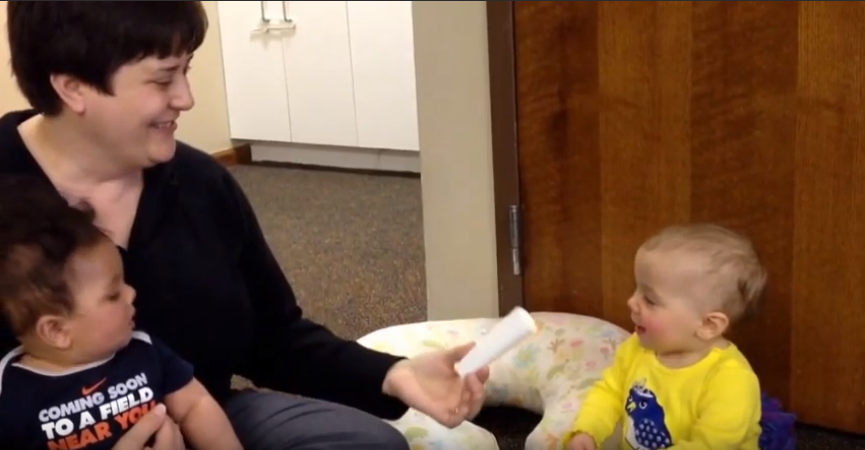 COMING SOON
TO A FIELD
NEAR YOU